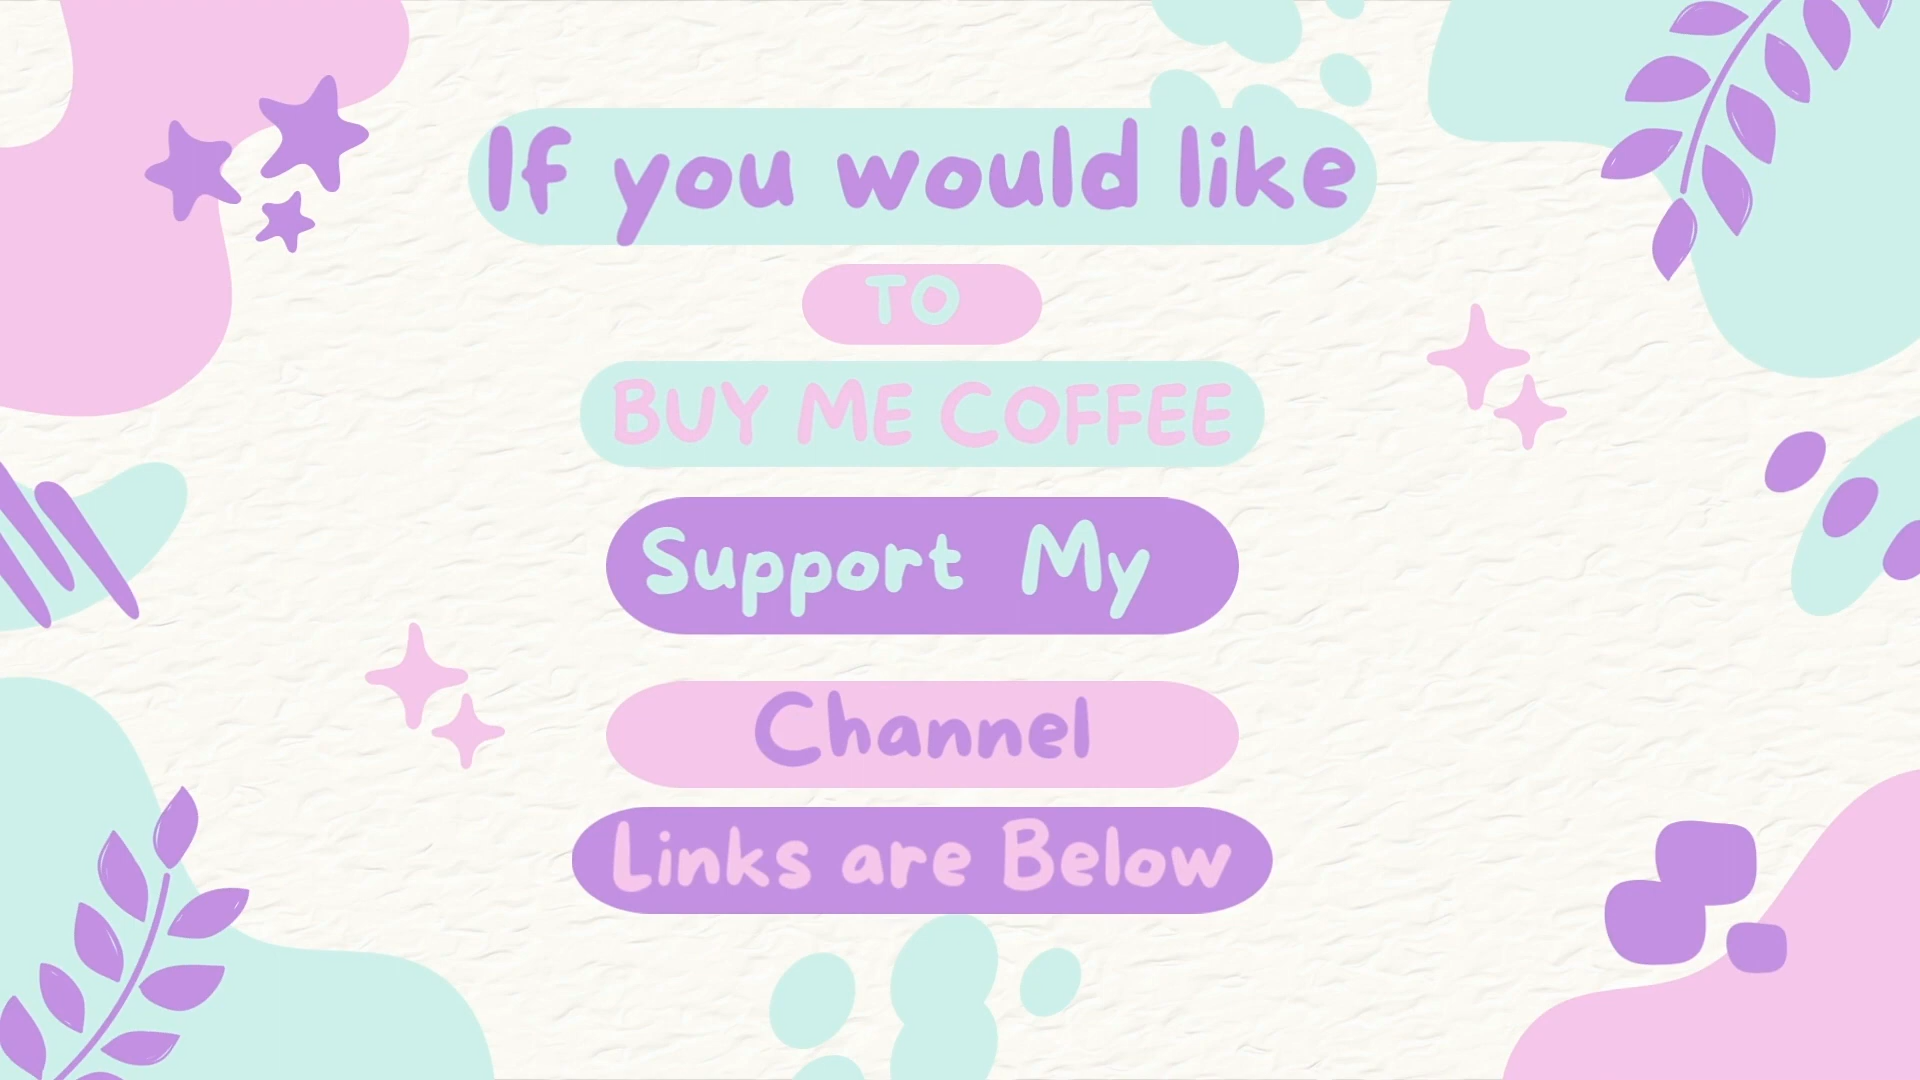 If you would like
TO
BUY ME COFFEE
Support My
Channel
Links are Below